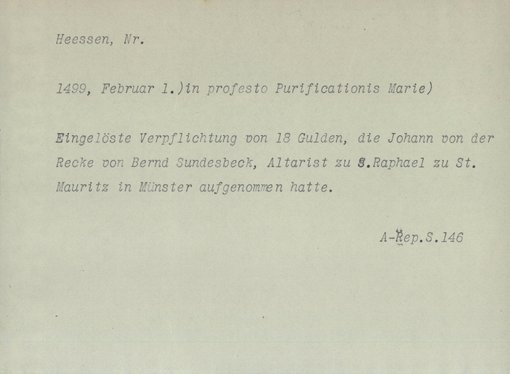 Heessen, Nr.
1499, Februar 1.)in profesto Purificationis Marie)
Eingelöste Verpflichtung von 18 Gulden, die Johann von der
Recke von Bernd Sundesbeck, Altarist zu S.Raphael zu St.
Mauritz in Münster aufgenommen hatte.
A-Rep.S.146